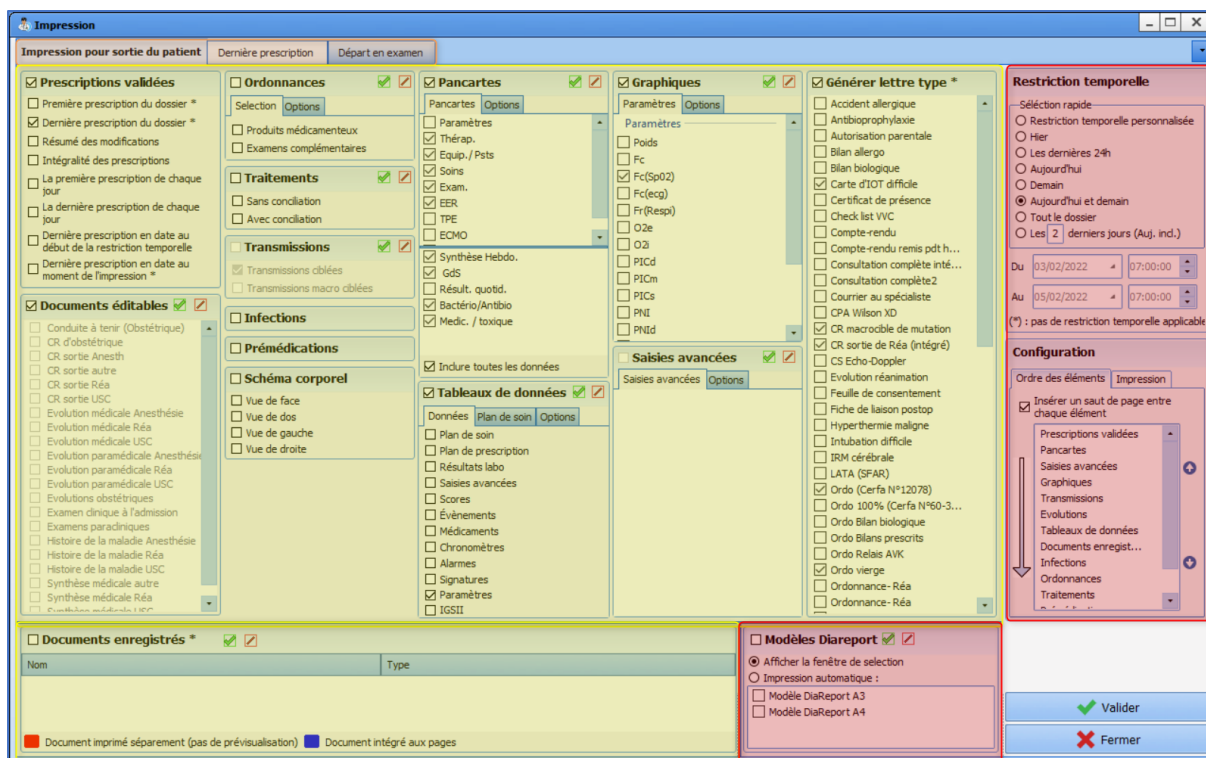 Impression
Impression pour sortie du patient
Dernière prescription
Départ en examen
Prescriptions validées
Première prescription du dossier *
Dernière prescription du dossier *
Résumé des modifications
Intégralité des prescriptions
La première prescription de chaque
jour
La dernière prescription de chaque
jour
Dernière prescription en date au
début de la restriction temporelle
Dernière prescription en date au
moment de l'impression *
Documents éditables
Conduite à tenir (Obstétrique)
CR d'obstétrique
CR sortie Anesth
CR sortie autre
CR sortie Réa
CR sortie USC
Evolution médicale Anesthésie
Evolution médicale Réa
Evolution médicale USC
Evolution paramédicale Anesthésie
Evolution paramédicale Réa
Evolution paramédicale USC
Evolutions obstétriques
Examen clinique à l'admission
Examens paracliniques
Histoire de la maladie Anesthésie
Histoire de la maladie Réa
Histoire de la maladie USC
Synthèse médicale autre
Synthèse médicale Réa
Synthèse médicale USC
Ordonnances
Selection Options
Produits médicamenteux
Examens complémentaires
Traitements
Sans conciliation
Avec conciliation
Transmissions
Transmissions ciblées
Transmissions macro ciblées
Infections
Prémédications
Schéma corporel
Vue de face
Vue de dos
Vue de gauche
Vue de droite
Pancartes
Pancartes Options
Paramètres
Thérap.
Equip./ Psts
Soins
Exam.
EER
TPE
ECMO
Synthèse Hebdo.
GdS
Résult. quotid.
Bactério/Antibio
Medic. / toxique
Inclure toutes les données
Tableaux de données
Données Plan de soin Options
Plan de soin
Plan de prescription
Résultats labo
Saisies avancées
Scores
Évènements
Médicaments
Chronomètres
Alarmes
Signatures
Paramètres
IGSII
Graphiques
Paramètres Options
Paramètres
Poids
Fc
Fc(Sp02)
Fc(ecg)
Fr(Respi)
O2e
O2i
PICd
PICm
PICs
PNI
PNId
Saisies avancées
Saisies avancées Options
Générer lettre type *
Accident allergique
Antibioprophylaxie
Autorisation parentale
Bilan allergo
Bilan biologique
Carte d'IOT difficile
Certificat de présence
Check list VVC
Compte-rendu
Compte-rendu remis pdt h...
Consultation complète inté...
Consultation complète2
Courrier au spécialiste
CPA Wilson XD
CR macrocible de mutation
CR sortie de Réa (intégré)
CS Echo-Doppler
Evolution réanimation
Feuille de consentement
Fiche de liaison postop
Hyperthermie maligne
Intubation difficile
IRM cérébrale
LATA (SFAR)
Ordo (Cerfa N°12078)
Ordo 100% (Cerfa N°60-3...
Ordo Bilan biologique
Ordo Bilans prescrits
Ordo Relais AVK
Ordo vierge
Ordonnance- Réa
Ordonnance- Réa
Restriction temporelle
Séléction rapide
Restriction temporelle personnalisée
Hier
Les dernières 24h
Aujourd'hui
Demain
Aujourd'hui et demain
Tout le dossier
Les 2 derniers jours (Auj. incl.)
Du 03/02/2022 07:00:00
Au 05/02/2022 07:00:00
(*) : pas de restriction temporelle applicable
Configuration
Ordre des éléments Impression
Insérer un saut de page entre
chaque élément
Prescriptions validées
Pancartes
Saisies avancées
Graphiques
Transmissions
Evolutions
Tableaux de données
Documents enregist...
Infections
Ordonnances
Traitements
Documents enregistrés *
Nom Type
Document imprimé séparement (pas de prévisualisation) Document intégré aux pages
Modèles Diareport
Afficher la fenêtre de selection
Impression automatique :
Modèle DiaReport A3
Modèle DiaReport A4
Valider
Fermer